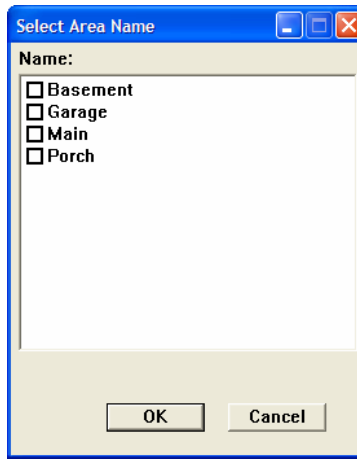 Select Area Name
Name:
Basement
Garage
Main
Porch
OK Cancel